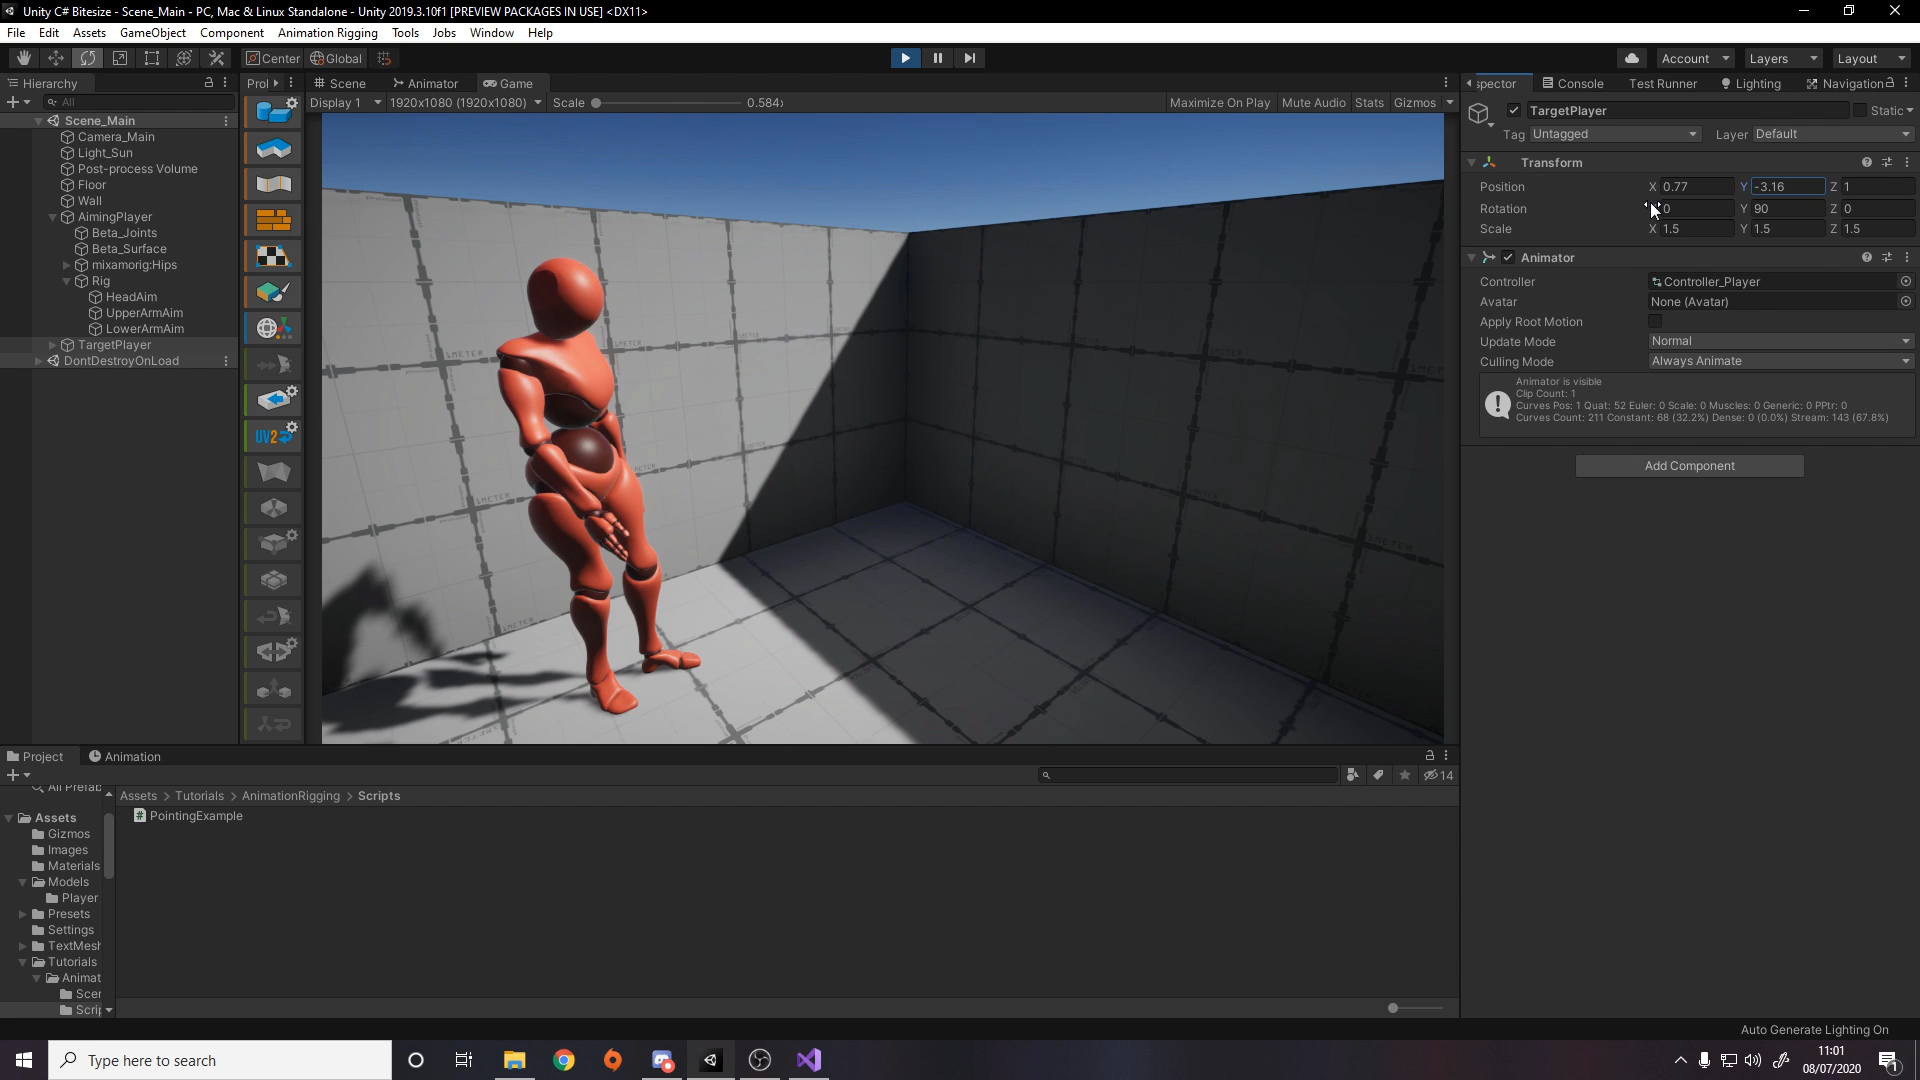 Unity C# Bitesize - Scene_Main - PC, Mac & Linux Standalone - Unity 2019.3.10f1 [PREVIEW PACKAGES IN USE] <DX11>
File Edit Assets GameObject Component Animation Rigging Tools Jobs Window Help
Center Global Account Layers Layout
Hierarchy
All
Scene_Main
Camera_Main
Light_Sun
Post-process Volume
Floor
Wall
AimingPlayer
Beta_Joints
Beta_Surface
mixamorig:Hips
Rig
HeadAim
UpperArmAim
LowerArmAim
TargetPlayer
DontDestroyOnLoad
Pro
UV2
Scene Animator Game
Display 1 1920x1080 (1920x1080) Scale 0.584 Maximize On Play Mute Audio Stats Gizmos
1METER
spector Console Test Runner Lighting Navigation
TargetPlayer Static
Tag Untagged Layer Default
Transform
Position X 0.77 Y -3.16 Z 1
Rotation 0 Y 90 Z 0
Scale X 1.5 Y 1.5 Z 1.5
Animator
Controller Controller_Player
Avatar None (Avatar)
Apply Root Motion
Update Mode Normal
Culling Mode Always Animate
Animator is visible
Clip Count: 1
Curves Pos: 1 Quat: 52 Euler: 0 Scale: 0 Muscles: 0 Generic: 0 PPtr: 0
Curves Count: 211 Constant: 68 (32.2%) Dense: 0 (0.0%) Stream: 143 (67.8%)
Add Component
Project Animation
14
All Prefab
Assets
Gizmos
Images
Materials
Models
Player
Presets
Settings
TextMesh
Tutorials
Animat
Scer
Scrip
Assets > Tutorials > AnimationRigging > Scripts
PointingExample
Auto Generate Lighting On
Type here to search
11:01
08/07/2020
1